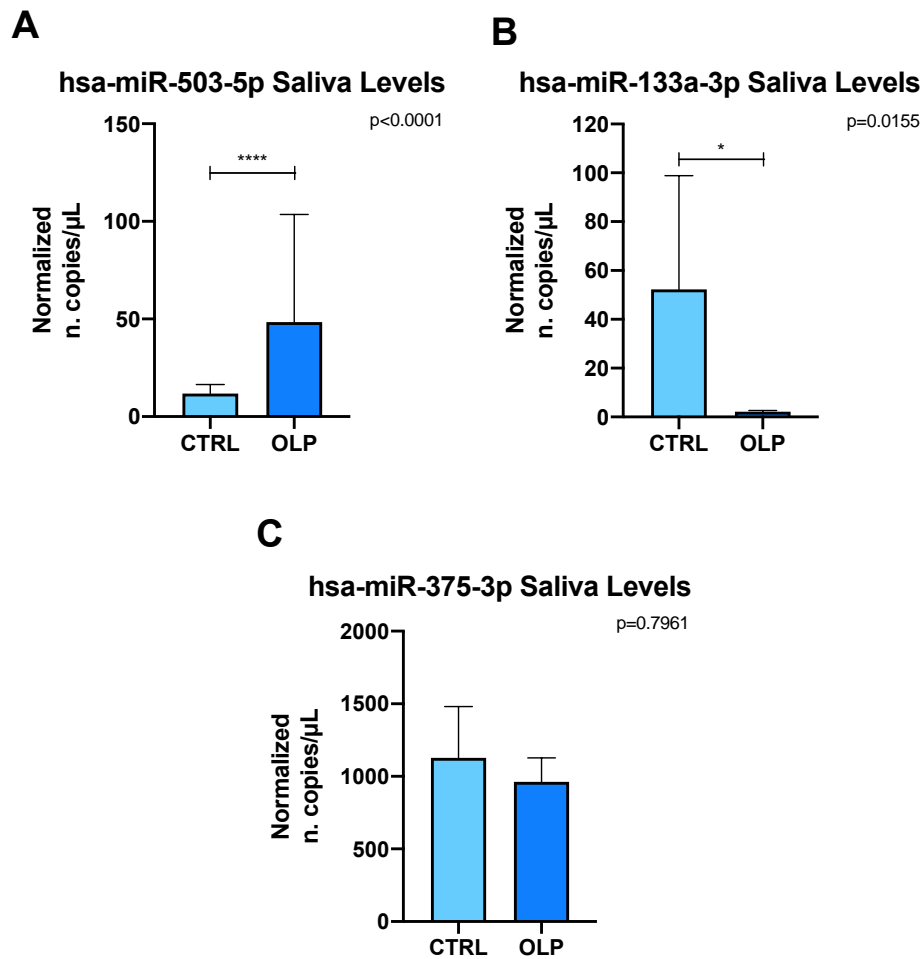 A
hsa-miR-503-5p Saliva Levels
p<0.0001
****
150
100
50
0
Normalized
n. copies/µL
CTRL OLP
B
hsa-miR-133a-3p Saliva Levels
p=0.0155
*
120
100
80
60
40
20
0
Normalized
n. copies/µL
CTRL OLP
C
hsa-miR-375-3p Saliva Levels
p=0.7961
2000
1500
1000
500
0
Normalized
n. copies/µL
CTRL OLP